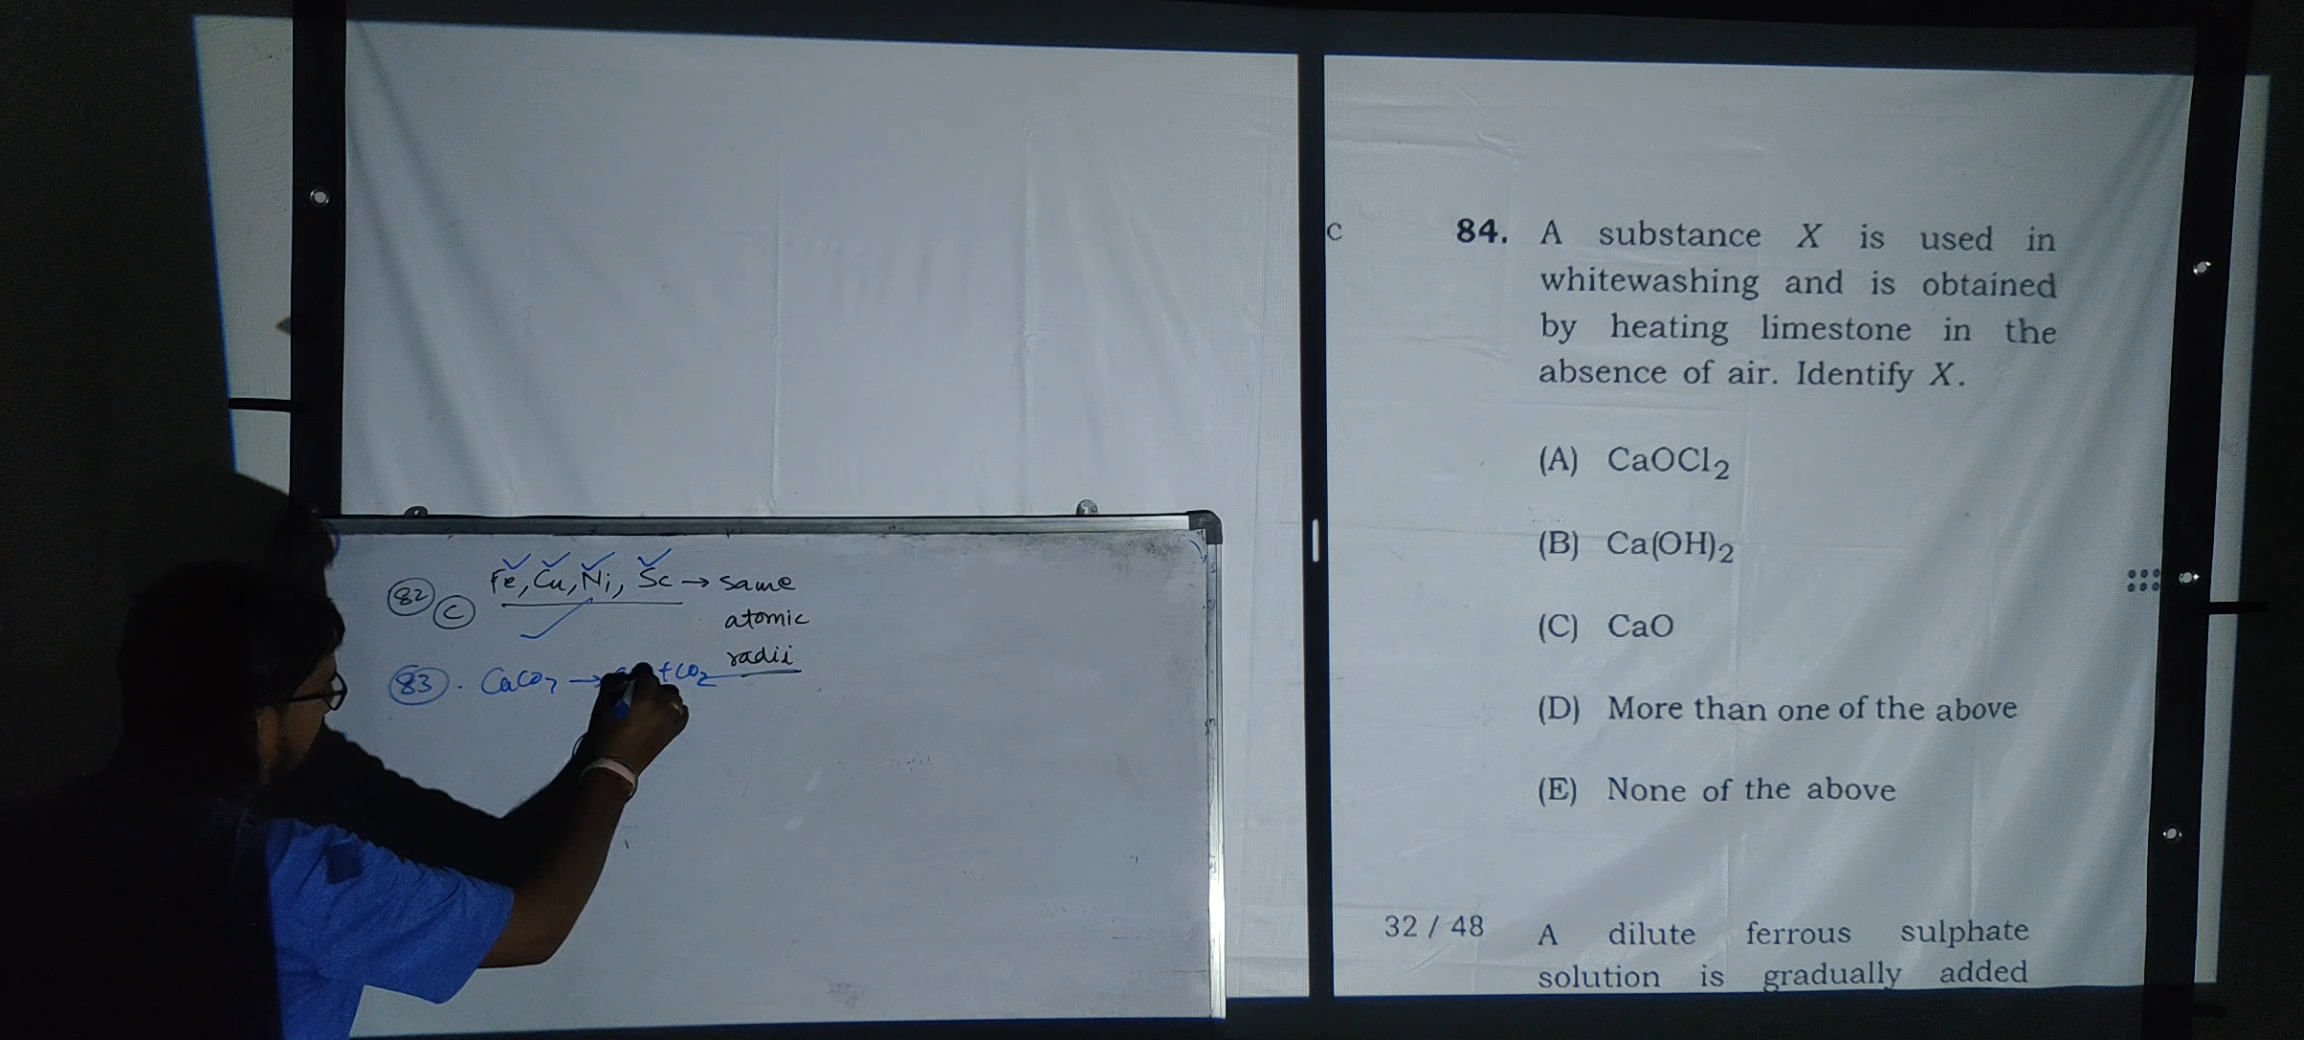 82 C Fe, Cu, Ni, Sc → same
atomic
radii
83. CaCO3 → +CO2
C
84. A substance X is used in
whitewashing and is obtained
by heating limestone in the
absence of air. Identify X.
(A) CaOCl2
(B) Ca(OH)2
(C) CaO
(D) More than one of the above
(E) None of the above
32 / 48
A dilute ferrous sulphate
solution is gradually added